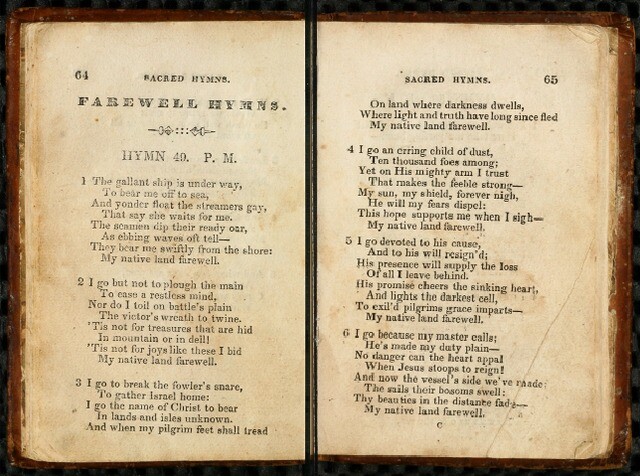 64
SACRED HYMNS.
FAREWELL HYMNS.
HYMN 49. P. M.
1 The gallant ship is under way,
To bear me off to sea,
And yonder float the streamers gay,
That say she waits for me.
The seamen dip their ready oar,
As ebbing waves oft tell—
They bear me swiftly from the shore:
My native land farewell.
2 I go but not to plough the main
To ease a restless mind,
Nor do I toil on battle's plain
The victor's wreath to twine.
'Tis not for treasures that are hid
In mountain or in dell!
'Tis not for joys like these I bid
My native land farewell.
3 I go to break the fowler's snare,
To gather Israel home:
I go the name of Christ to bear
In lands and isles unknown.
And when my pilgrim feet shall tread
SACRED HYMNS.
65
On land where darkness dwells,
Where light and truth have long since fled
My native land farewell.
4 I go an erring child of dust,
Ten thousand foes among;
Yet on His mighty arm I trust
That makes the feeble strong—
My sun, my shield, forever nigh,
He will my fears dispel:
This hope supports me when I sigh—
My native land farewell.
5 I go devoted to his cause,
And to his will resign'd;
His presence will supply the loss
Of all I leave behind.
His promise cheers the sinking heart,
And lights the darkest cell,
To exil'd pilgrims grace imparts—
My native land farewell.
6 I go because my master calls;
He's made my duty plain—
No danger can the heart appal
When Jesus stoops to reign!
And now the vessel's side we've made:
The sails their bosoms swell:
Thy beauties in the distance fade—
My native land farewell.
C